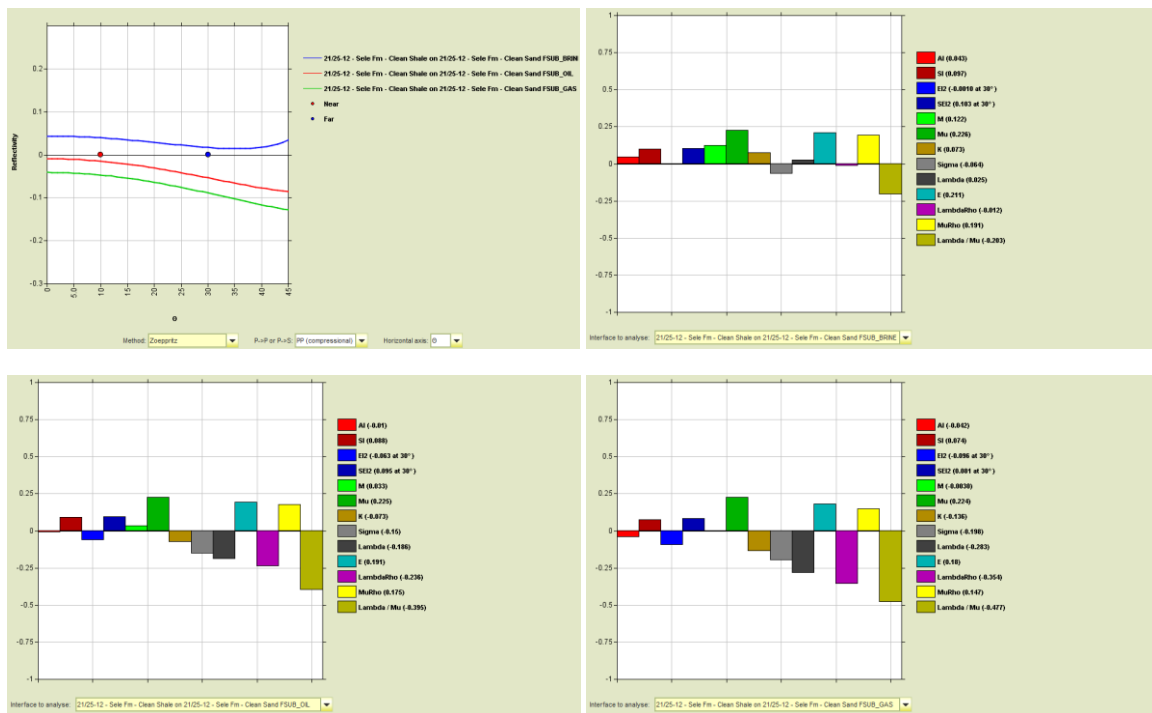 0.2
0.1
0
-0.1
-0.2
-0.3
Reflectivity
0
5.0
10
15
20
25
30
35
40
45
Θ
21/25-12 - Sele Fm - Clean Shale on 21/25-12 - Sele Fm - Clean Sand FSUB_BRIN
21/25-12 - Sele Fm - Clean Shale on 21/25-12 - Sele Fm - Clean Sand FSUB_OIL
21/25-12 - Sele Fm - Clean Shale on 21/25-12 - Sele Fm - Clean Sand FSUB_GAS
Near
Far
Method: Zoeppritz P->P or P->S: PP (compressional) Horizontal axis: Θ
1
0.75
0.5
0.25
0
-0.25
-0.5
-0.75
-1
AI (0.043)
SI (0.097)
EI2 (-0.0010 at 30°)
SEI2 (0.103 at 30°)
M (0.122)
Mu (0.226)
K (0.073)
Sigma (-0.064)
Lambda (0.025)
E (0.211)
LambdaRho (-0.012)
MuRho (0.191)
Lambda / Mu (-0.203)
Interface to analyse: 21/25-12 - Sele Fm - Clean Shale on 21/25-12 - Sele Fm - Clean Sand FSUB_BRINE
1
0.75
0.5
0.25
0
-0.25
-0.5
-0.75
-1
AI (-0.01)
SI (0.088)
EI2 (-0.063 at 30°)
SEI2 (0.095 at 30°)
M (0.033)
Mu (0.225)
K (-0.073)
Sigma (-0.15)
Lambda (-0.186)
E (0.191)
LambdaRho (-0.236)
MuRho (0.175)
Lambda / Mu (-0.395)
Interface to analyse: 21/25-12 - Sele Fm - Clean Shale on 21/25-12 - Sele Fm - Clean Sand FSUB_OIL
1
0.75
0.5
0.25
0
-0.25
-0.5
-0.75
-1
AI (-0.042)
SI (0.074)
EI2 (-0.096 at 30°)
SEI2 (0.081 at 30°)
M (-0.0030)
Mu (0.224)
K (-0.136)
Sigma (-0.198)
Lambda (-0.283)
E (0.18)
LambdaRho (-0.354)
MuRho (0.147)
Lambda / Mu (-0.477)
Interface to analyse: 21/25-12 - Sele Fm - Clean Shale on 21/25-12 - Sele Fm - Clean Sand FSUB_GAS